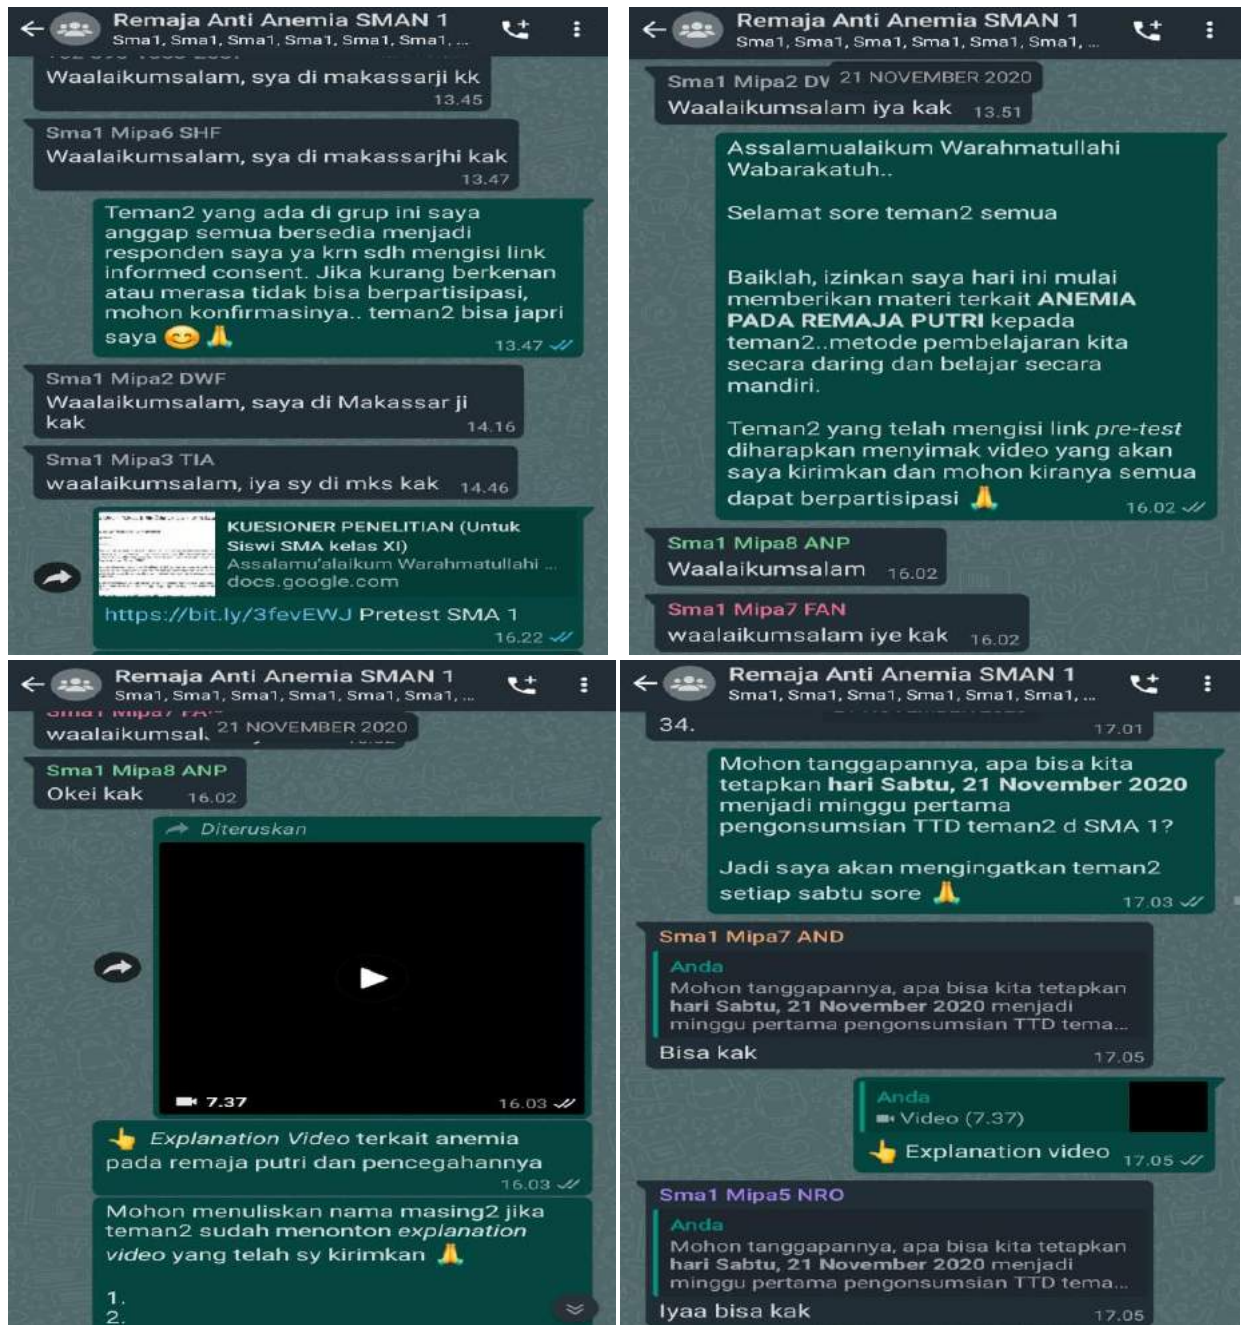 Remaja Anti Anemia SMAN 1
Sma1, Sma1, Sma1, Sma1, Sma1, Sma1, ...
Waalaikumsalam, sya di makassarji kk
13.45
Sma1 Mipa6 SHF
Waalaikumsalam, sya di makassarjhi kak
13.47
Teman2 yang ada di grup ini saya
anggap semua bersedia menjadi
responden saya ya krn sdh mengisi link
informed consent. Jika kurang berkenan
atau merasa tidak bisa berpartisipasi,
mohon konfirmasinya.. teman2 bisa japri
saya 😊 🙏
13.47
Sma1 Mipa2 DWF
Waalaikumsalam, saya di Makassar ji
kak
14.16
Sma1 Mipa3 TIA
waalaikumsalam, iya sy di mks kak 14.46
KUESIONER PENELITIAN (Untuk
Siswi SMA kelas XI)
Assalamu'alaikum Warahmatullahi ...
docs.google.com
https://bit.ly/3fevEWJ Pretest SMA 1
16.22
Remaja Anti Anemia SMAN 1
Sma1, Sma1, Sma1, Sma1, Sma1, Sma1, ...
Sma1 Mipa2 DW
21 NOVEMBER 2020
Waalaikumsalam iya kak 13.51
Assalamualaikum Warahmatullahi
Wabarakatuh..
Selamat sore teman2 semua
Baiklah, izinkan saya hari ini mulai
memberikan materi terkait ANEMIA
PADA REMAJA PUTRI kepada
teman2..metode pembelajaran kita
secara daring dan belajar secara
mandiri.
Teman2 yang telah mengisi link pre-test
diharapkan menyimak video yang akan
saya kirimkan dan mohon kiranya semua
dapat berpartisipasi 🙏
16.02
Sma1 Mipa8 ANP
Waalaikumsalam 16.02
Sma1 Mipa7 FAN
waalaikumsalam iye kak 16.02
Remaja Anti Anemia SMAN 1
Sma1, Sma1, Sma1, Sma1, Sma1, Sma1, ...
Sma1 Mipa7 FAN
waalaikumsal
21 NOVEMBER 2020
Sma1 Mipa8 ANP
Okei kak 16.02
Diteruskan
7.37
16.03
👆 Explanation Video terkait anemia
pada remaja putri dan pencegahannya
16.03
Mohon menuliskan nama masing2 jika
teman2 sudah menonton explanation
video yang telah sy kirimkan 🙏
1.
2.
Remaja Anti Anemia SMAN 1
Sma1, Sma1, Sma1, Sma1, Sma1, Sma1, ...
34.
17.01
Mohon tanggapannya, apa bisa kita
tetapkan hari Sabtu, 21 November 2020
menjadi minggu pertama
pengonsumsian TTD teman2 d SMA 1?
Jadi saya akan mengingatkan teman2
setiap sabtu sore 🙏
17.03
Sma1 Mipa7 AND
Anda
Mohon tanggapannya, apa bisa kita tetapkan
hari Sabtu, 21 November 2020 menjadi
minggu pertama pengonsumsian TTD tema...
Bisa kak
17.05
Anda
Video (7.37)
👆 Explanation video 17.05
Sma1 Mipa5 NRO
Anda
Mohon tanggapannya, apa bisa kita tetapkan
hari Sabtu, 21 November 2020 menjadi
minggu pertama pengonsumsian TTD tema...
Iyaa bisa kak
17.05